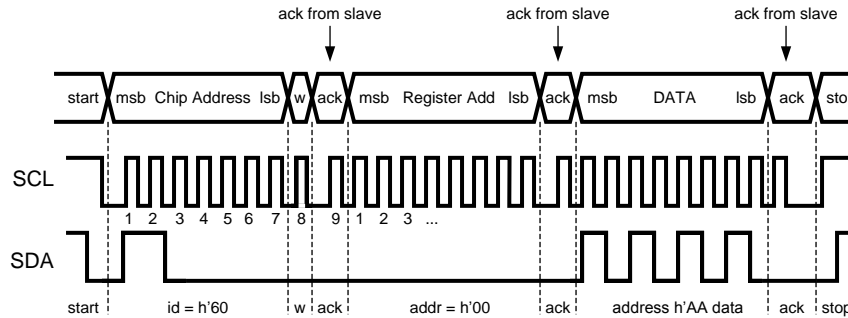 ack from slave ack from slave ack from slave
start msb Chip Address lsb w ack msb Register Add lsb ack msb DATA lsb ack stop
SCL
1 2 3 4 5 6 7 8 9 1 2 3 ...
SDA
start id = h'60 w ack addr = h'00 ack address h'AA data ack stop